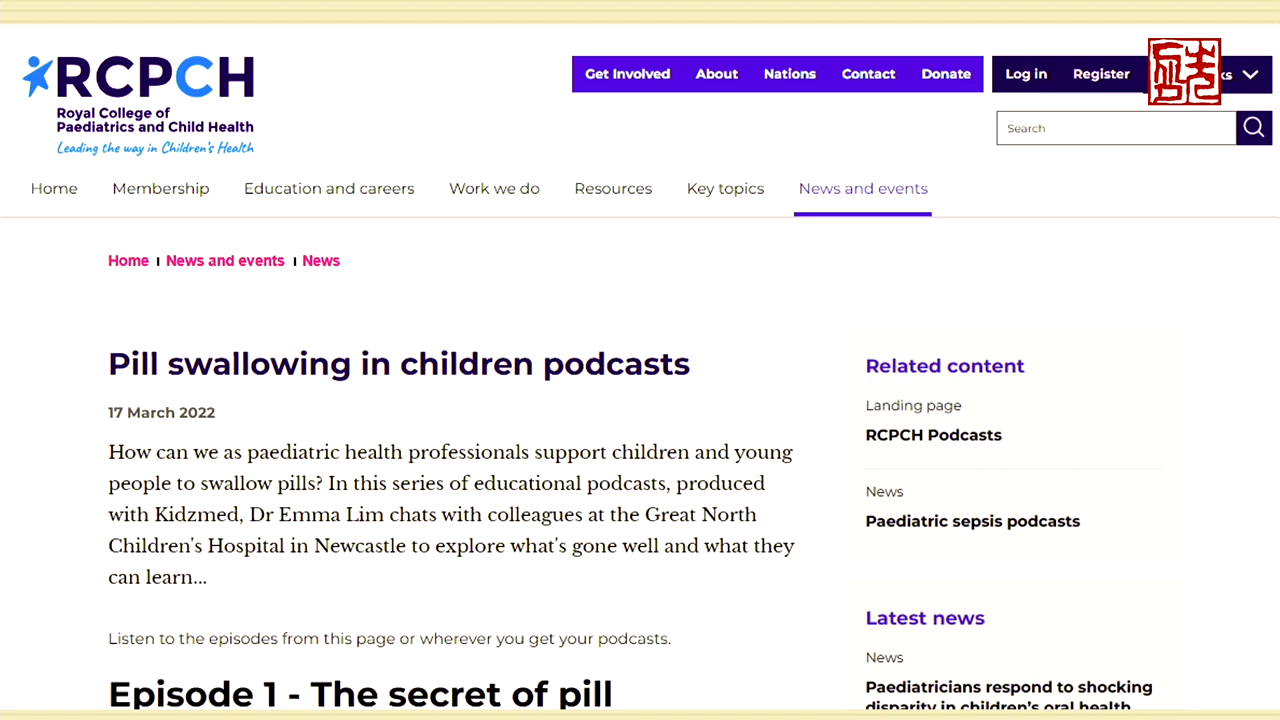 RCPCH
Royal College of
Paediatrics and Child Health
Leading the way in Children's Health
Get Involved About Nations Contact Donate
Log in Register
Search
Home Membership Education and careers Work we do Resources Key topics News and events
Home News and events News
Pill swallowing in children podcasts
17 March 2022
How can we as paediatric health professionals support children and young
people to swallow pills? In this series of educational podcasts, produced
with Kidzmed, Dr Emma Lim chats with colleagues at the Great North
Children's Hospital in Newcastle to explore what's gone well and what they
can learn...
Listen to the episodes from this page or wherever you get your podcasts.
Episode 1 - The secret of pill
Related content
Landing page
RCPCH Podcasts
News
Paediatric sepsis podcasts
Latest news
News
Paediatricians respond to shocking
disparity in children's oral health